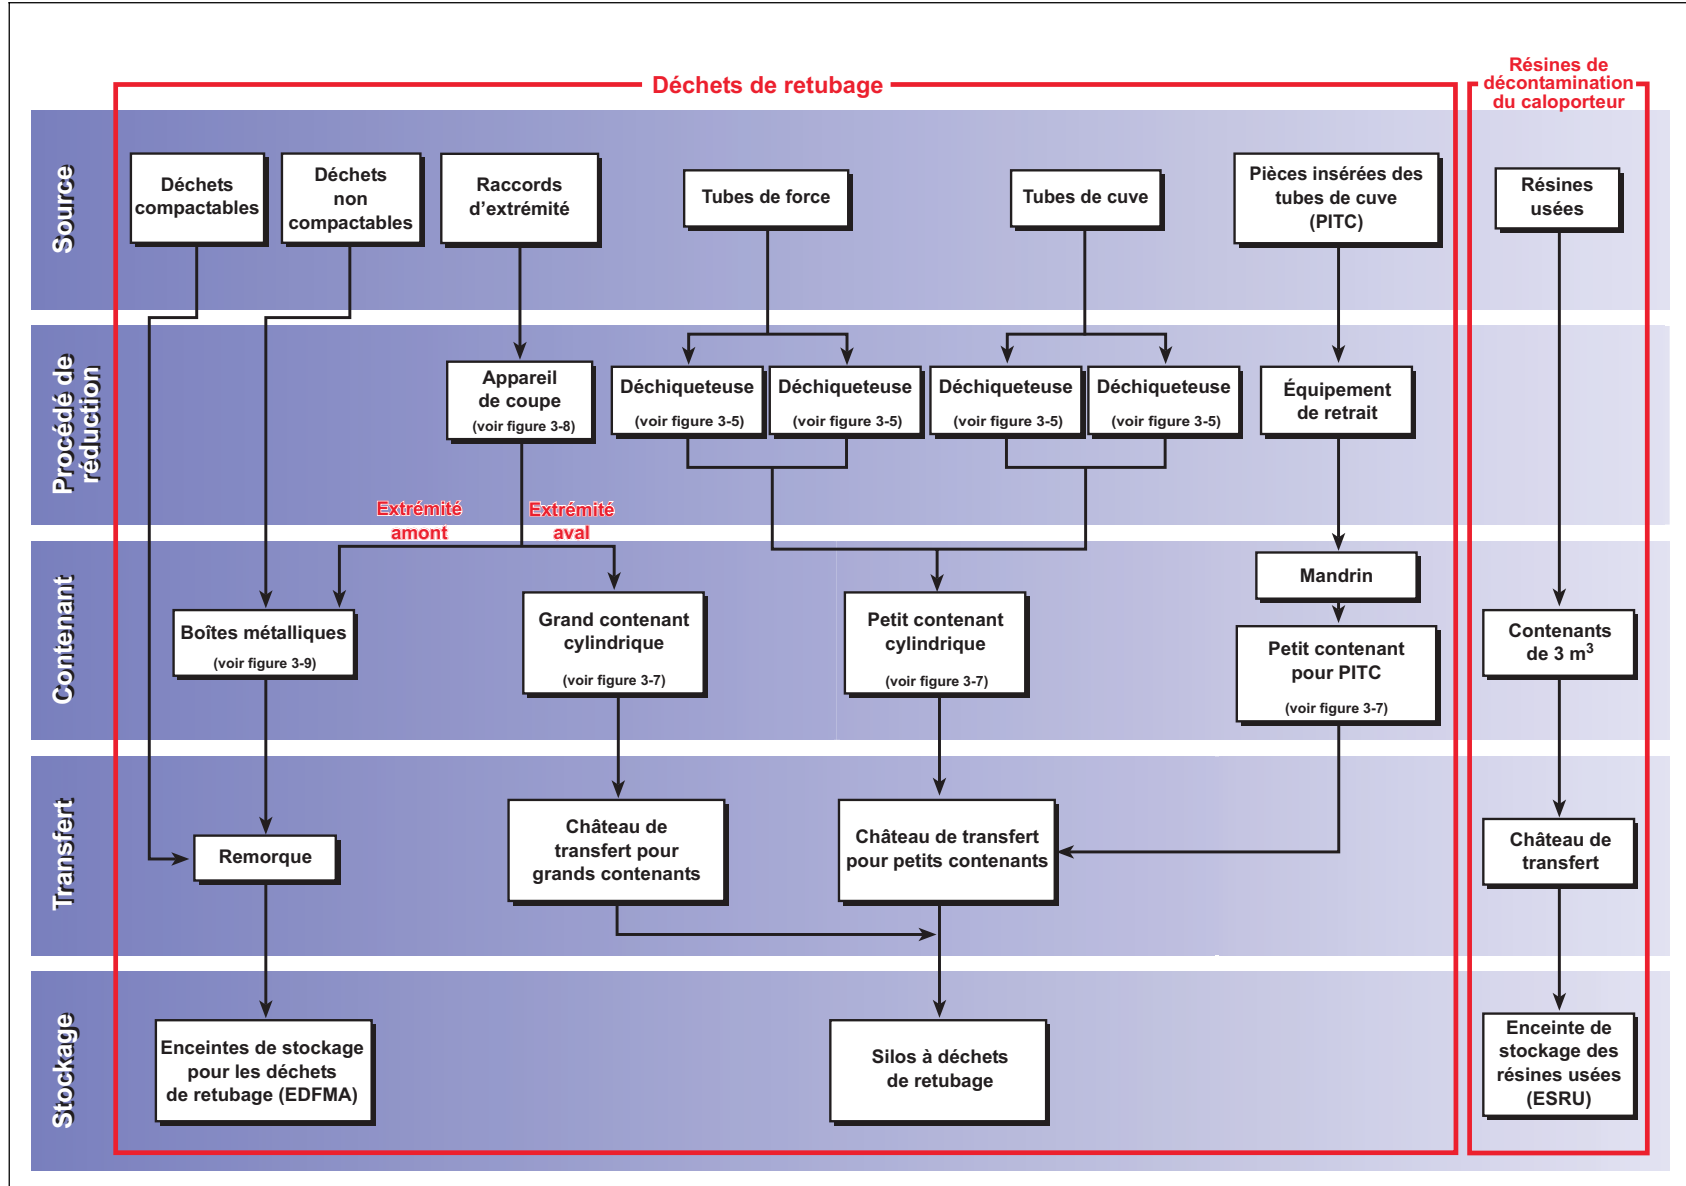 Déchets de retubage
Résines de
décontamination
du caloporteur
Source
Déchets
compactables
Déchets
non
compactables
Raccords
d'extrémité
Tubes de force
Tubes de cuve
Pièces insérées des
tubes de cuve
(PITC)
Résines
usées
Procédé de
réduction
Appareil
de coupe
(voir figure 3-8)
Déchiqueteuse
(voir figure 3-5)
Déchiqueteuse
(voir figure 3-5)
Déchiqueteuse
(voir figure 3-5)
Déchiqueteuse
(voir figure 3-5)
Équipement
de retrait
Extrémité
amont
Extrémité
aval
Contenant
Boîtes métalliques
(voir figure 3-9)
Grand contenant
cylindrique
(voir figure 3-7)
Petit contenant
cylindrique
(voir figure 3-7)
Mandrin
Petit contenant
pour PITC
(voir figure 3-7)
Contenants
de 3 m³
Transfert
Remorque
Château de
transfert pour
grands contenants
Château de transfert
pour petits contenants
Château de
transfert
Stockage
Enceintes de stockage
pour les déchets
de retubage (EDFMA)
Silos à déchets
de retubage
Enceinte de
stockage des
résines usées
(ESRU)